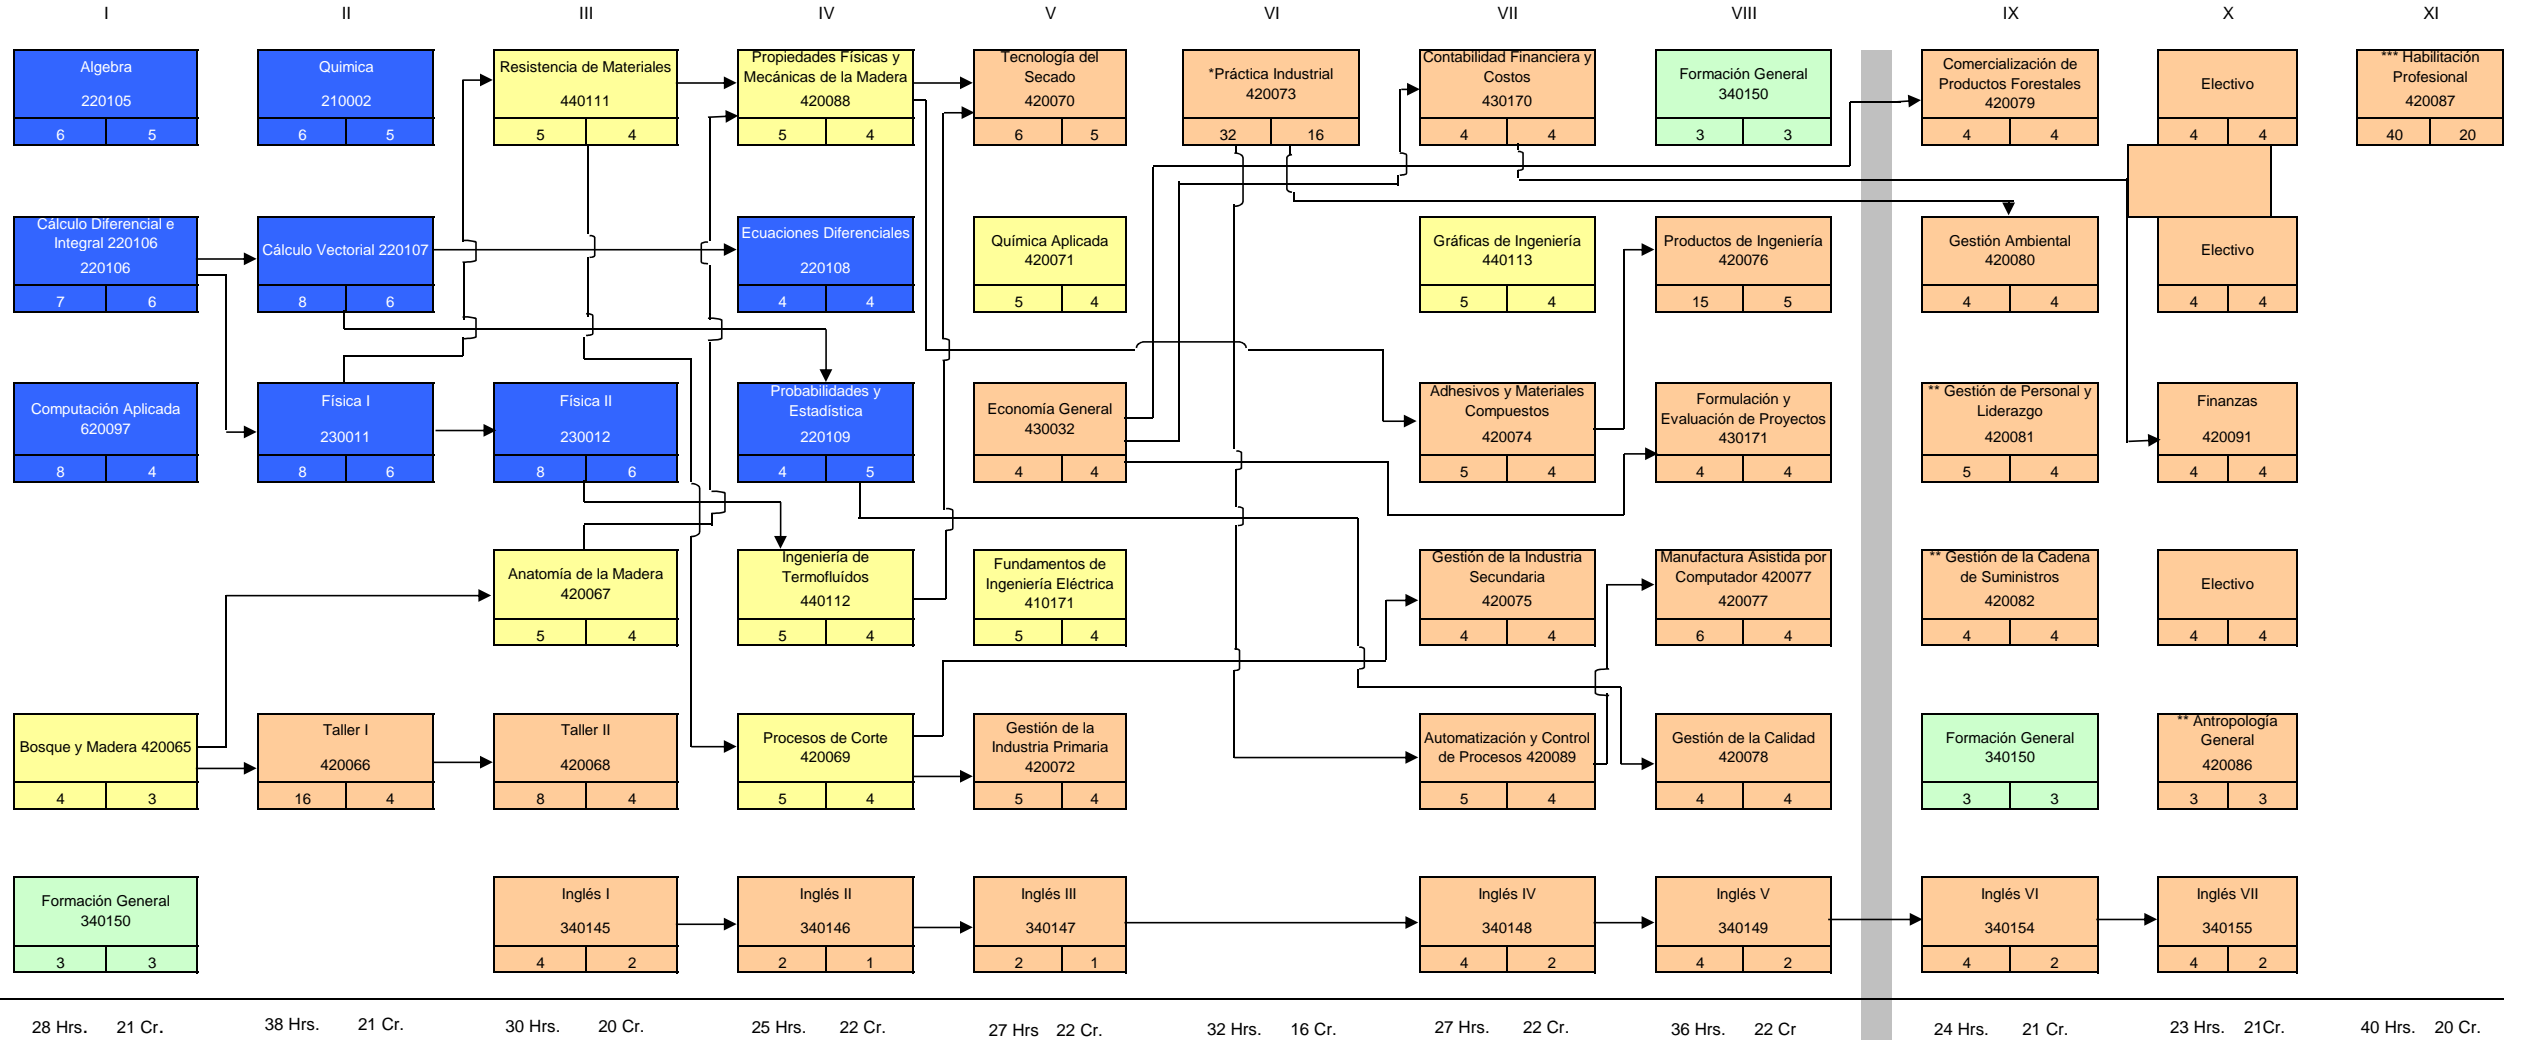 I II III IV V VI VII VIII IX X XI
Algebra
220105
6 5
Quimica
210002
6 5
Resistencia de Materiales
440111
5 4
Propiedades Físicas y
Mecánicas de la Madera
420088
5 4
Tecnología del
Secado
420070
6 5
*Práctica Industrial
420073
32 16
Contabilidad Financiera y
Costos
430170
4 4
Formación General
340150
3 3
Comercialización de
Productos Forestales
420079
4 4
Electivo
4 4
*** Habilitación
Profesional
420087
40 20
Cálculo Diferencial e
Integral 220106
220106
7 6
Cálculo Vectorial 220107
8 6
Ecuaciones Diferenciales
220108
4 4
Química Aplicada
420071
5 4
Gráficas de Ingeniería
440113
5 4
Productos de Ingeniería
420076
15 5
Gestión Ambiental
420080
4 4
Electivo
4 4
Computación Aplicada
620097
8 4
Física I
230011
8 6
Física II
230012
8 6
Probabilidades y
Estadística
220109
4 5
Economía General
430032
4 4
Adhesivos y Materiales
Compuestos
420074
5 4
Formulación y
Evaluación de Proyectos
430171
4 4
** Gestión de Personal y
Liderazgo
420081
5 4
Finanzas
420091
4 4
Anatomía de la Madera
420067
5 4
Ingeniería de
Termofluídos
440112
5 4
Fundamentos de
Ingeniería Eléctrica
410171
5 4
Gestión de la Industria
Secundaria
420075
4 4
Manufactura Asistida por
Computador 420077
420077
6 4
** Gestión de la Cadena
de Suministros
420082
4 4
Electivo
4 4
Bosque y Madera 420065
4 3
Taller I
420066
16 4
Taller II
420068
8 4
Procesos de Corte
420069
5 4
Gestión de la
Industria Primaria
420072
5 4
Automatización y Control
de Procesos 420089
5 4
Gestión de la Calidad
420078
4 4
Formación General
340150
3 3
** Antropología
General
420086
3 3
Formación General
340150
3 3
Inglés I
340145
4 2
Inglés II
340146
2 1
Inglés III
340147
2 1
Inglés IV
340148
4 2
Inglés V
340149
4 2
Inglés VI
340154
4 2
Inglés VII
340155
4 2
28 Hrs. 21 Cr. 38 Hrs. 21 Cr. 30 Hrs. 20 Cr. 25 Hrs. 22 Cr. 27 Hrs 22 Cr. 32 Hrs. 16 Cr. 27 Hrs. 22 Cr. 36 Hrs. 22 Cr 24 Hrs. 21 Cr. 23 Hrs. 21Cr. 40 Hrs. 20 Cr.